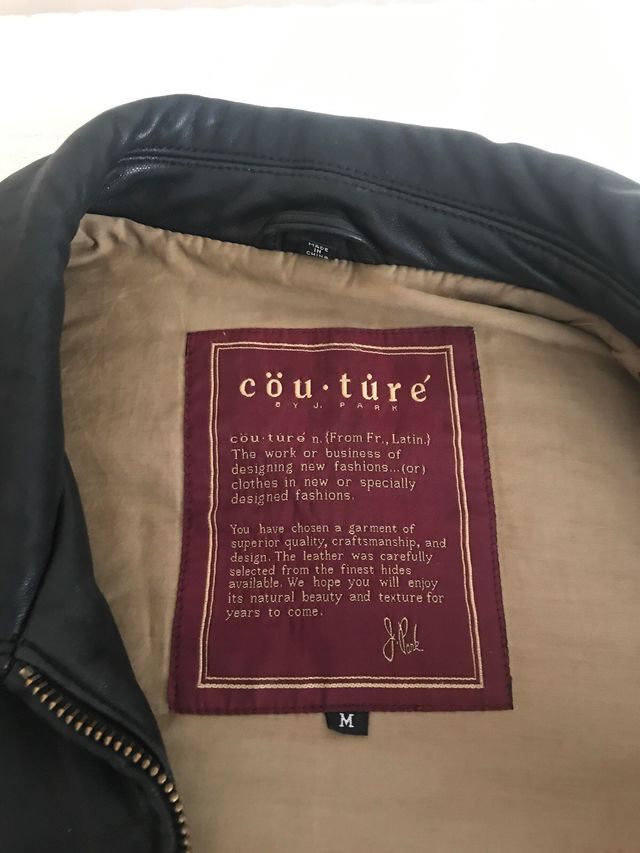 MADE
IN
CHINA
cöu·tùré
BY J. PARK
cöu·tùré n. {From Fr., Latin.}
The work or business of
designing new fashions...(or)
clothes in new or specially
designed fashions.
You have chosen a garment of
superior quality, craftsmanship, and
design. The leather was carefully
selected from the finest hides
available. We hope you will enjoy
its natural beauty and texture for
years to come.
J. Park
M